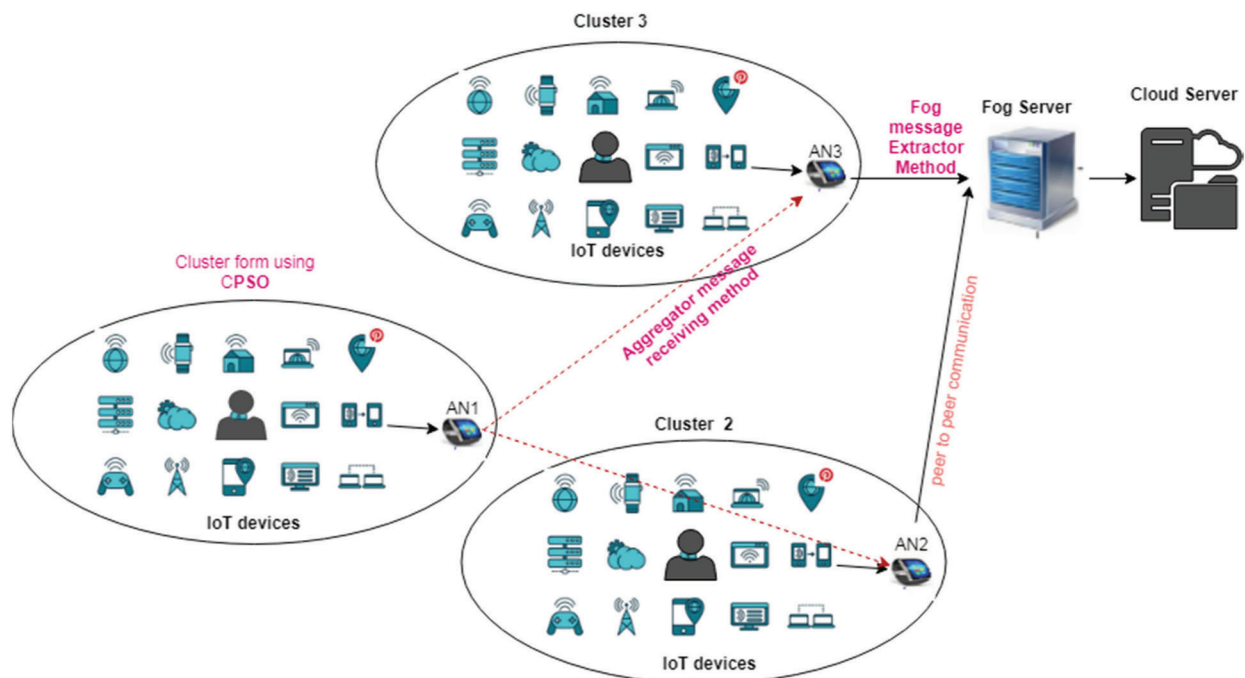 Cluster 3
Fog
message
Extractor
Method
Fog Server
Cloud Server
AN3
IoT devices
Aggregator message
receiving method
Cluster form using
CPSO
AN1
IoT devices
Cluster 2
AN2
IoT devices
peer to peer communication